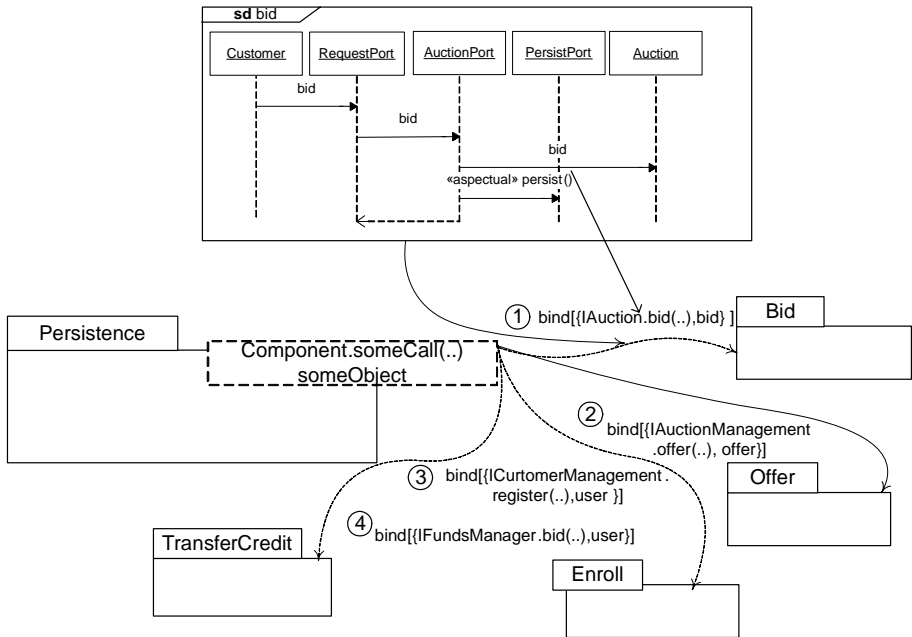 sd bid
Customer
RequestPort
AuctionPort
PersistPort
Auction
bid
bid
bid
«aspectual» persist()
1
bind[{IAuction.bid(..),bid} ]
Bid
Persistence
Component.someCall(..)
someObject
2
bind[{IAuctionManagement
.offer(..), offer}]
Offer
3
bind[{ICurtomerManagement .
register(..),user }]
4
bind[{IFundsManager.bid(..),user}]
TransferCredit
Enroll